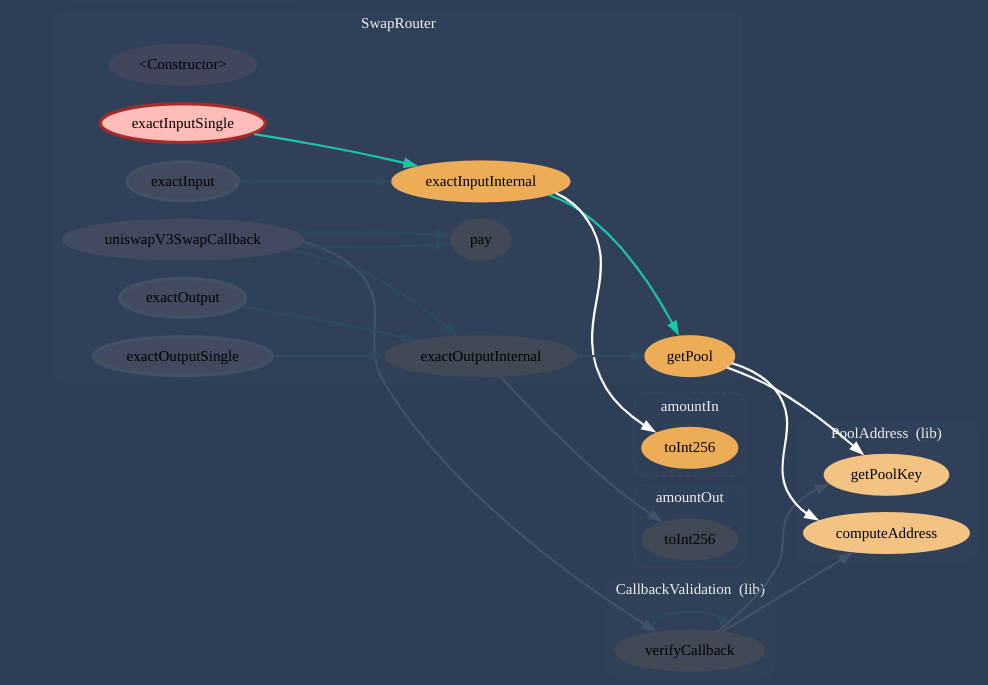 SwapRouter
<Constructor>
exactInputSingle
exactInput
exactInputInternal
uniswapV3SwapCallback
pay
exactOutput
exactOutputSingle
exactOutputInternal
getPool
amountIn
toInt256
PoolAddress (lib)
getPoolKey
amountOut
toInt256
computeAddress
CallbackValidation (lib)
verifyCallback